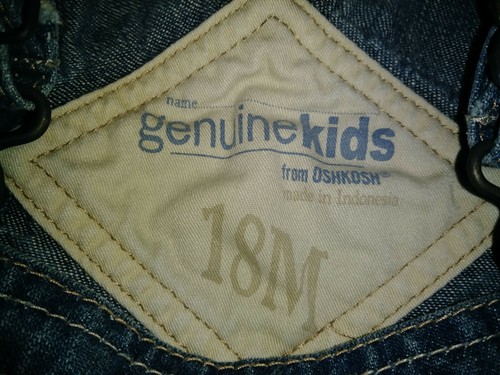 name
genuinekids
from OSHKOSH®
made in Indonesia
18M